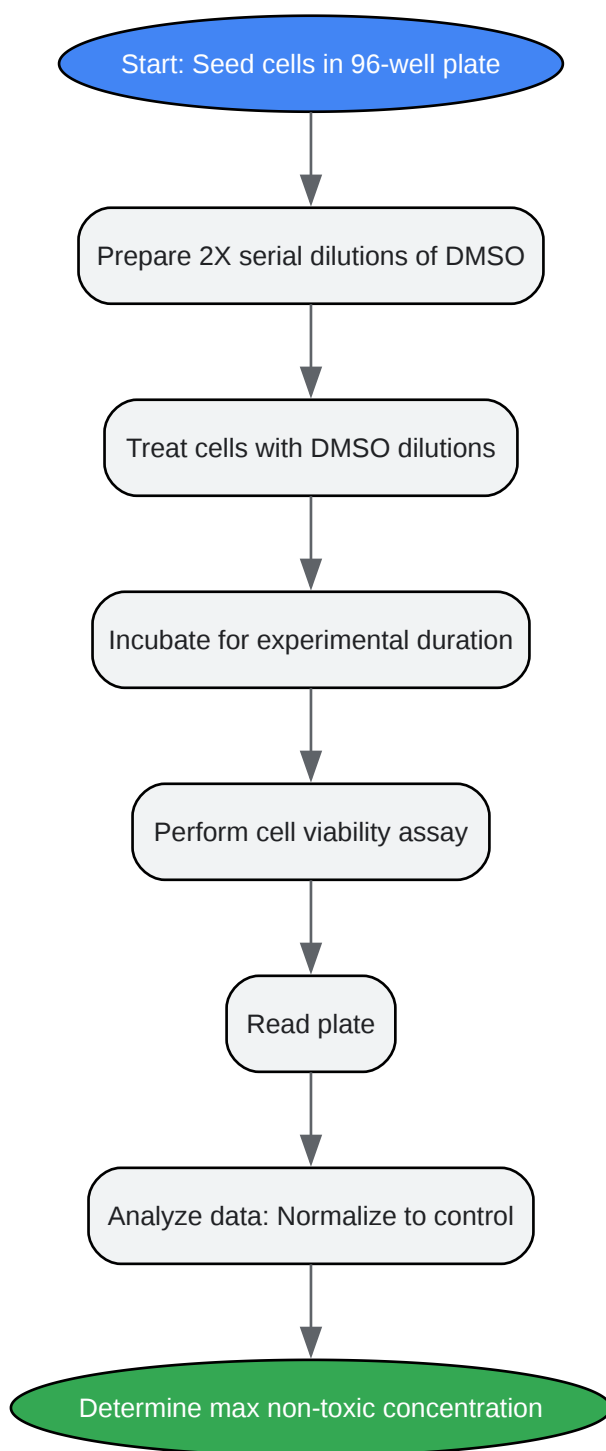 Start: Seed cells in 96-well plate
Prepare 2X serial dilutions of DMSO
Treat cells with DMSO dilutions
Incubate for experimental duration
Perform cell viability assay
Read plate
Analyze data: Normalize to control
Determine max non-toxic concentration